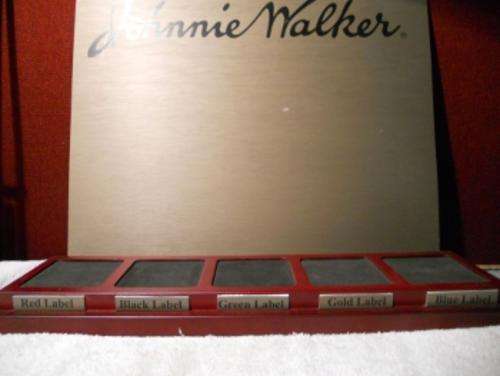 Johnnie Walker®
Red Label
Black Label
Green Label
Gold Label
Blue Label